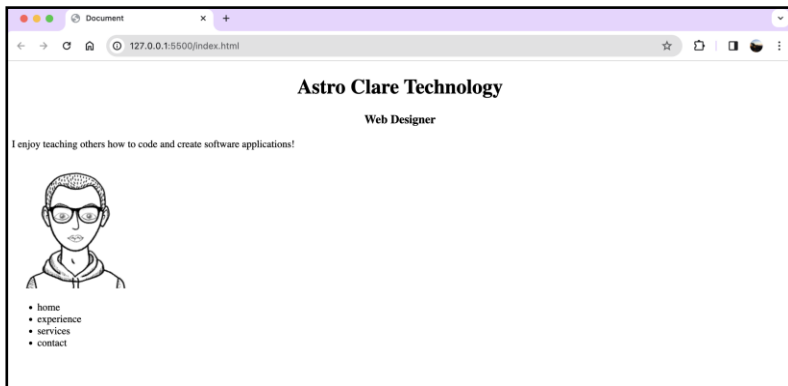 Document
127.0.0.1:5500/index.html
Astro Clare Technology
Web Designer
I enjoy teaching others how to code and create software applications!
home
experience
services
contact